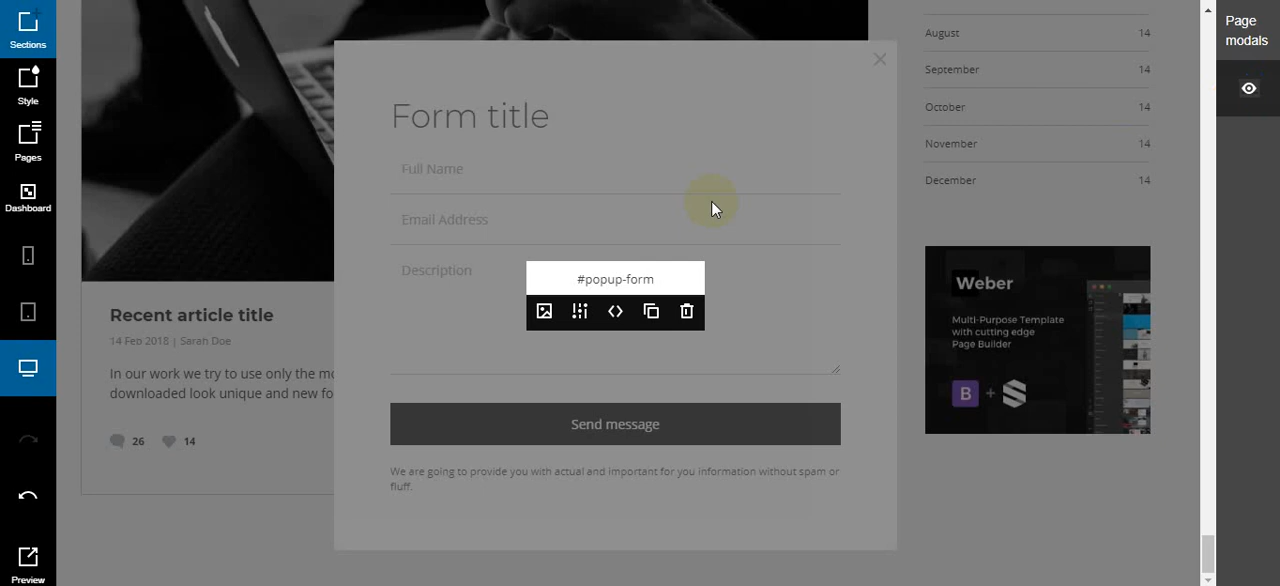 Sections
Style
Pages
Dashboard
Preview
Recent article title
14 Feb 2018 | Sarah Doe
In our work we try to use only the mo
downloaded look unique and new fo
26
14
Form title
Full Name
Email Address
Description
#popup-form
Send message
We are going to provide you with actual and important for you information without spam or
fluff.
August 14
September 14
October 14
November 14
December 14
Weber
Multi-Purpose Template
with cutting edge
Page Builder
B + S
Page
modals